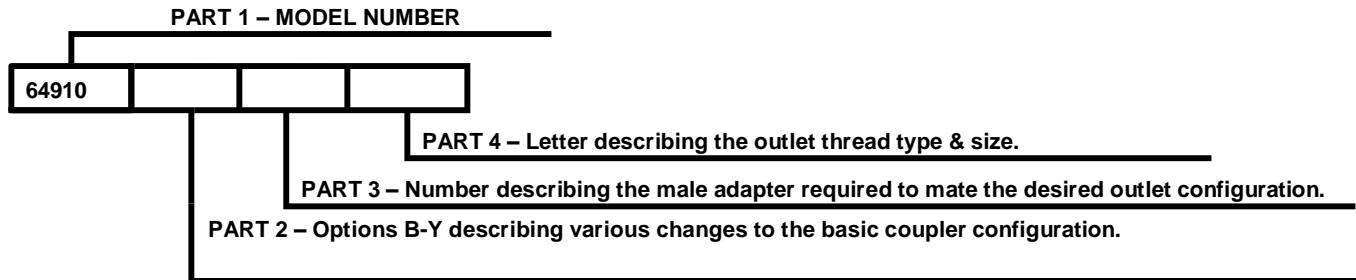 PART 1 – MODEL NUMBER
64910
PART 4 – Letter describing the outlet thread type & size.
PART 3 – Number describing the male adapter required to mate the desired outlet configuration.
PART 2 – Options B-Y describing various changes to the basic coupler configuration.